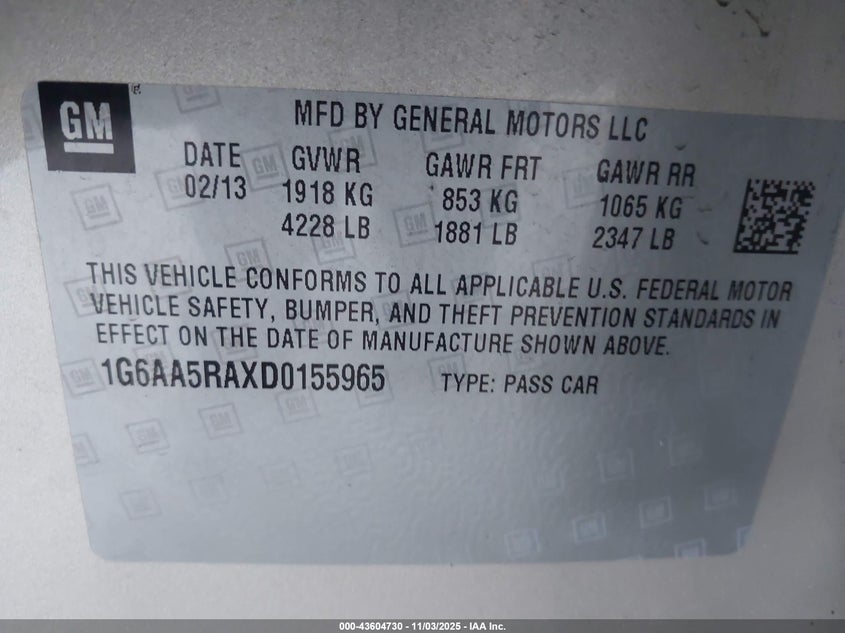 GM
MFD BY GENERAL MOTORS LLC
DATE GVWR GAWR FRT GAWR RR
02/13 1918 KG 853 KG 1065 KG
4228 LB 1881 LB 2347 LB
THIS VEHICLE CONFORMS TO ALL APPLICABLE U.S. FEDERAL MOTOR
VEHICLE SAFETY, BUMPER, AND THEFT PREVENTION STANDARDS IN
EFFECT ON THE DATE OF MANUFACTURE SHOWN ABOVE.
1G6AA5RAXD0155965 TYPE: PASS CAR
000-43604730 - 11/03/2025 - IAA Inc.